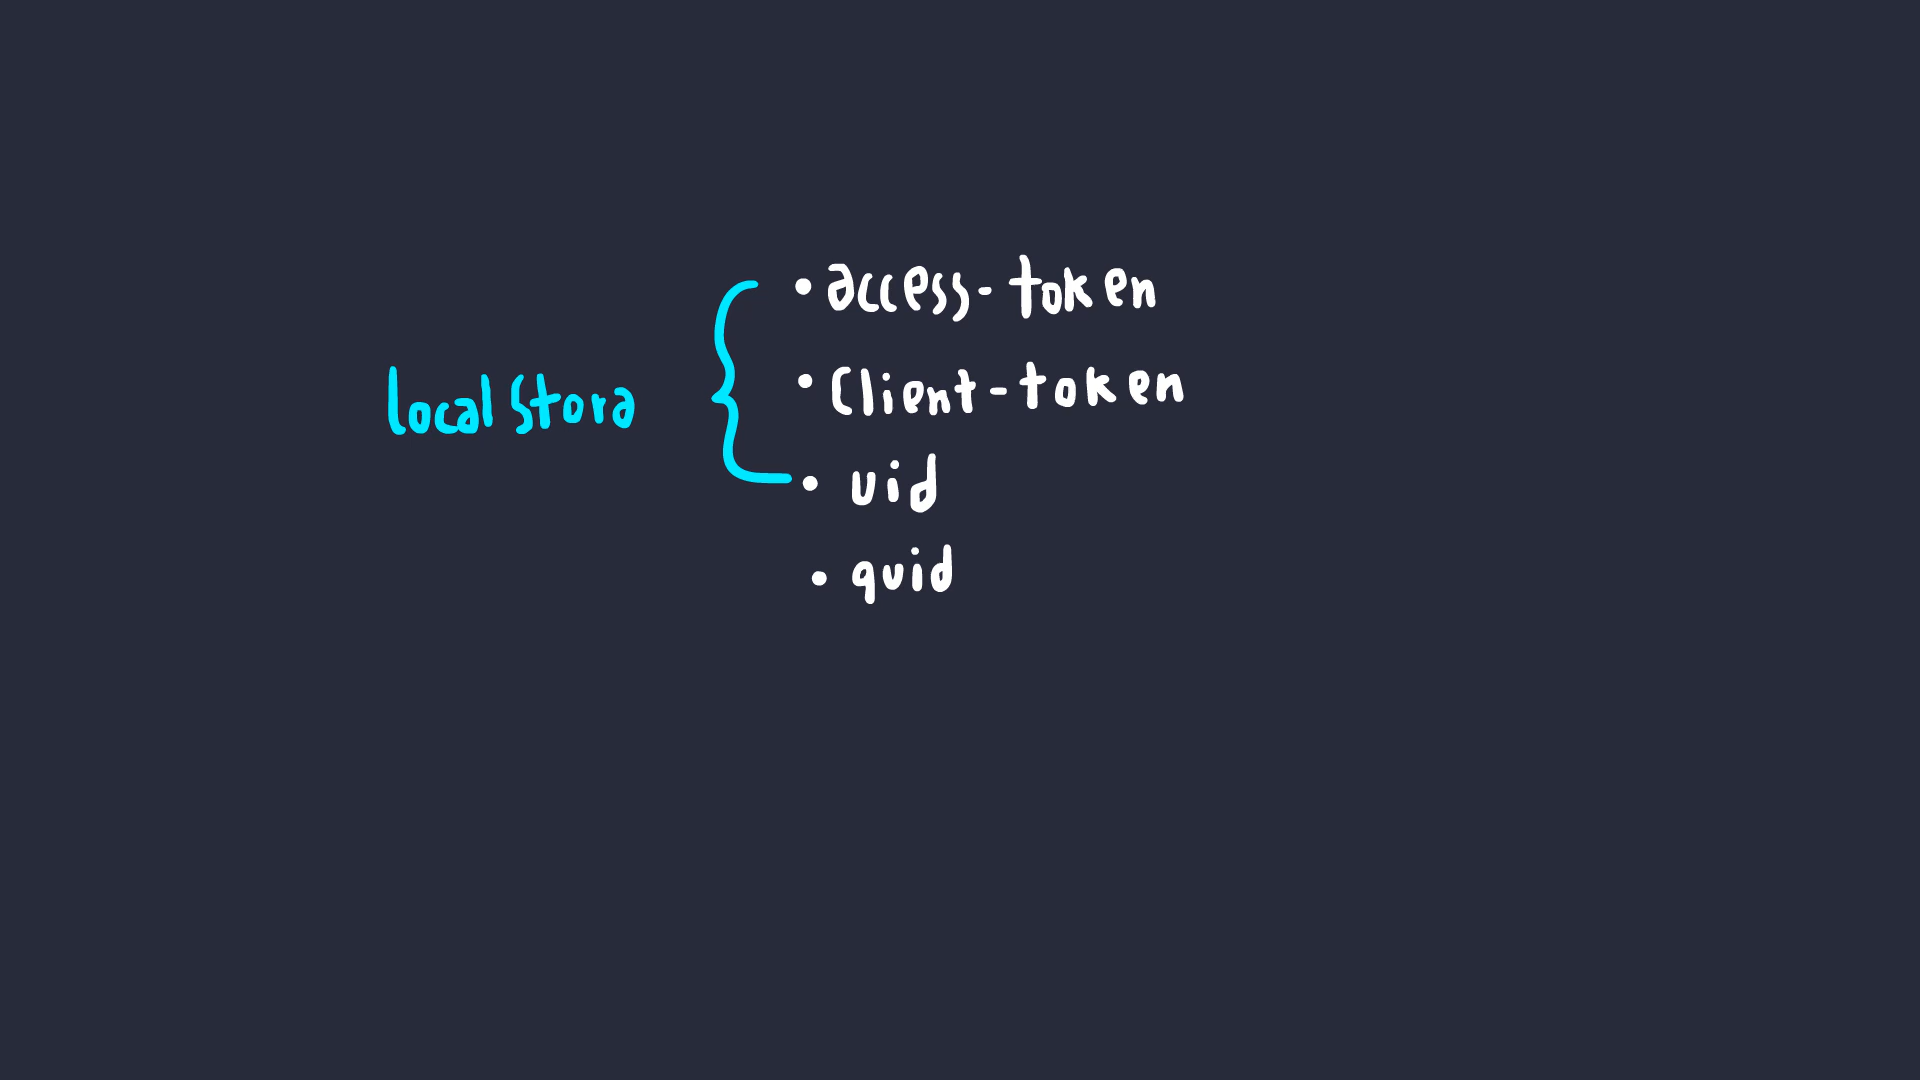 • access-token
• Client-token
local Stora
• uid
• quid